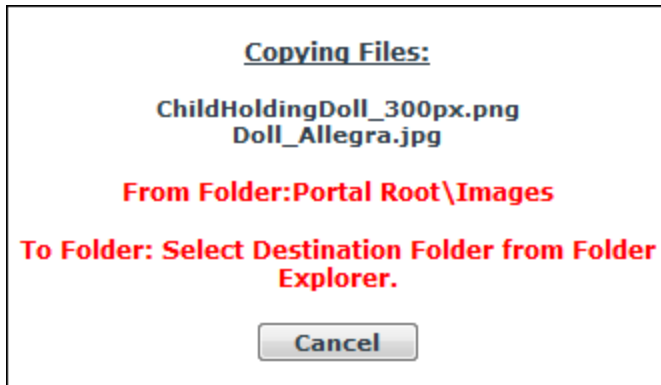 Copying Files:
ChildHoldingDoll_300px.png
Doll_Allegra.jpg
From Folder:Portal Root\Images
To Folder: Select Destination Folder from Folder
Explorer.
Cancel